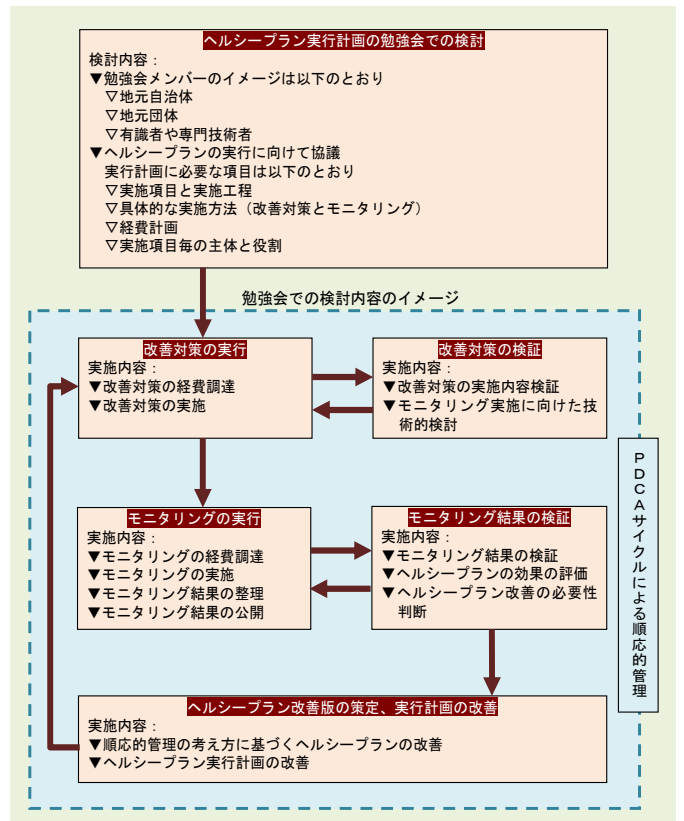 ヘルシープラン実行計画の勉強会での検討
検討内容：
▼勉強会メンバーのイメージは以下のとおり
▽地元自治体
▽地元団体
▽有識者や専門技術者
▼ヘルシープランの実行に向けて協議
実行計画に必要な項目は以下のとおり
▽実施項目と実施工程
▽具体的な実施方法（改善対策とモニタリング）
▽経費計画
▽実施項目毎の主体と役割
勉強会での検討内容のイメージ
改善対策の実行
実施内容：
▼改善対策の経費調達
▼改善対策の実施
改善対策の検証
実施内容：
▼改善対策の実施内容検証
▼モニタリング実施に向けた技
術的検討
モニタリングの実行
実施内容：
▼モニタリングの経費調達
▼モニタリングの実施
▼モニタリング結果の整理
▼モニタリング結果の公開
モニタリング結果の検証
実施内容：
▼モニタリング結果の検証
▼ヘルシープランの効果の評価
▼ヘルシープラン改善の必要性
判断
ヘルシープラン改善版の策定、実行計画の改善
実施内容：
▼順応的管理の考え方に基づくヘルシープランの改善
▼ヘルシープラン実行計画の改善
ＰＤＣＡサイクルによる順応的管理